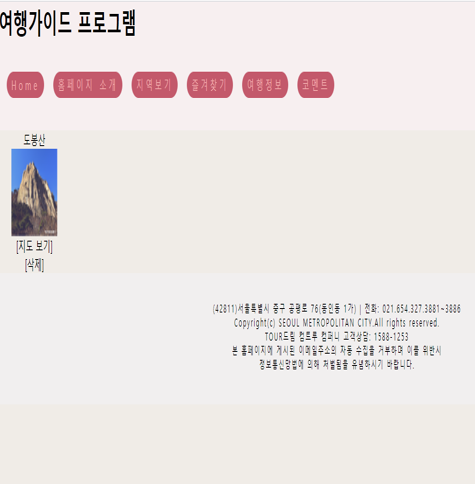 여행가이드 프로그램
Home 홈페이지 소개 지역보기 즐겨찾기 여행정보 코멘트
도봉산
[지도 보기]
[삭제]
(42811)서울특별시 중구 공평로 76(동인동 1가) | 전화: 021.654.327.3881~3886
Copyright(c) SEOUL METROPOLITAN CITY.All rights reserved.
TOUR드림 컴트루 컴퍼니 고객상담: 1588-1253
본 홈페이지에 게시된 이메일주소의 자동 수집을 거부하며 이를 위반시
정보통신망법에 의해 처벌됨을 유념하시기 바랍니다.